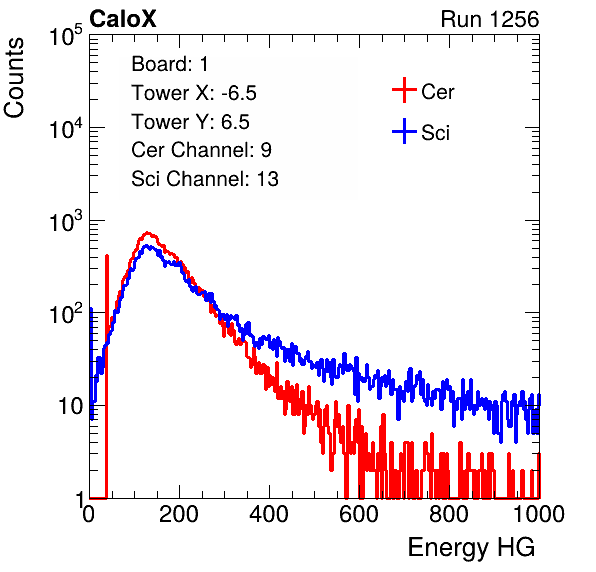 CaloX Run 1256
Counts
10^5
10^4
10^3
10^2
10
1
Board: 1
Tower X: -6.5
Tower Y: 6.5
Cer Channel: 9
Sci Channel: 13
Cer
Sci
0 200 400 600 800 1000
Energy HG